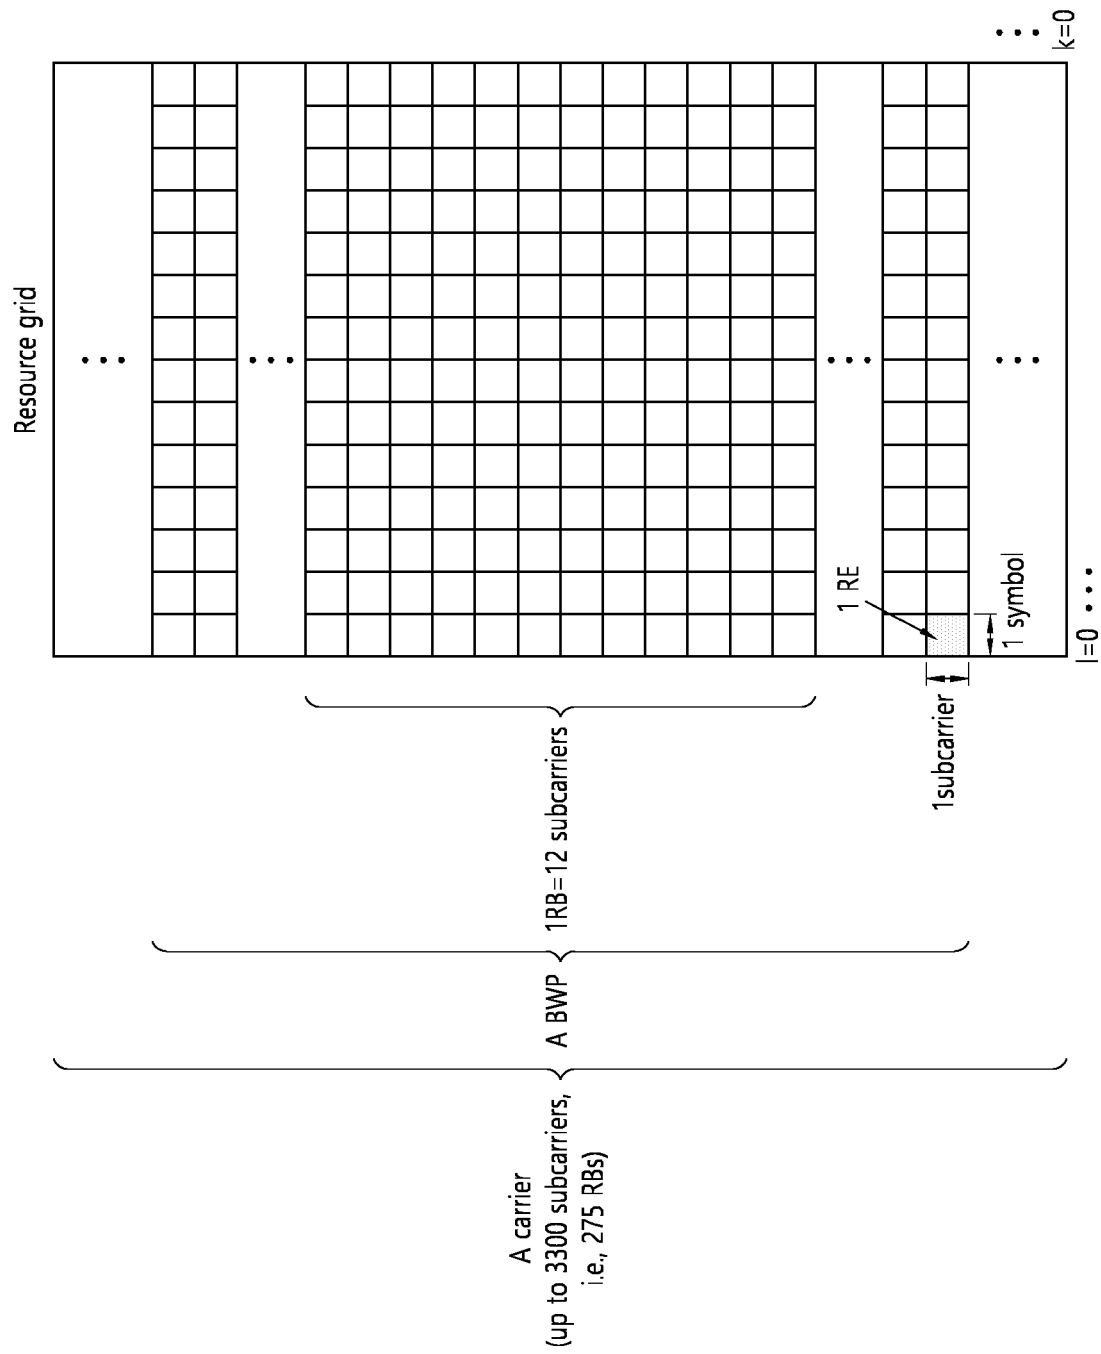 Resource grid
A carrier
(up to 3300 subcarriers,
i.e., 275 RBs)
A BWP
1RB=12 subcarriers
1 RE
1subcarrier
1 symbol
l=0
k=0